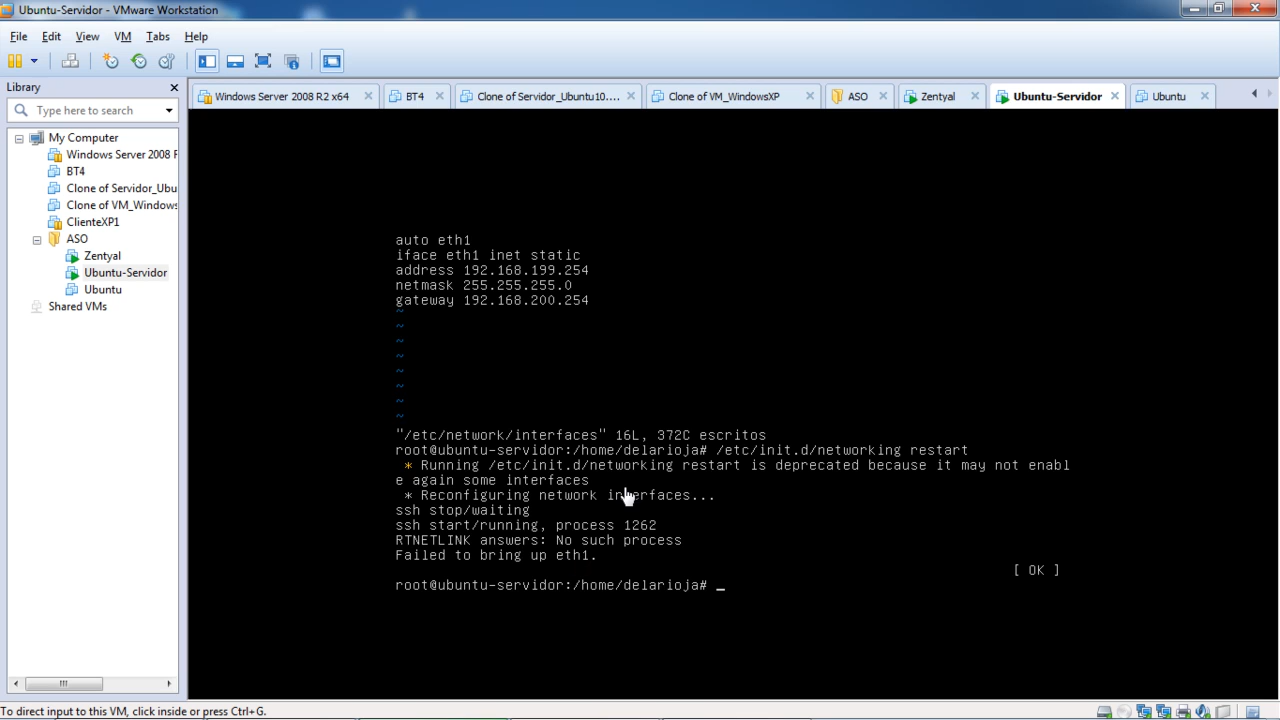 Ubuntu-Servidor - VMware Workstation
File Edit View VM Tabs Help
Library
Type here to search
My Computer
Windows Server 2008 F
BT4
Clone of Servidor_Ubu
Clone of VM_Windows
ClienteXP1
ASO
Zentyal
Ubuntu-Servidor
Ubuntu
Shared VMs
Windows Server 2008 R2 x64 BT4 Clone of Servidor_Ubuntu10.... Clone of VM_WindowsXP ASO Zentyal Ubuntu-Servidor Ubuntu
auto eth1
iface eth1 inet static
address 192.168.199.254
netmask 255.255.255.0
gateway 192.168.200.254
~
~
~
~
~
~
~
~
"/etc/network/interfaces" 16L, 372C escritos
root@ubuntu-servidor:/home/delarioja# /etc/init.d/networking restart
* Running /etc/init.d/networking restart is deprecated because it may not enabl
e again some interfaces
* Reconfiguring network interfaces...
ssh stop/waiting
ssh start/running, process 1262
RTNETLINK answers: No such process
Failed to bring up eth1.
[ OK ]
root@ubuntu-servidor:/home/delarioja# _
To direct input to this VM, click inside or press Ctrl+G.